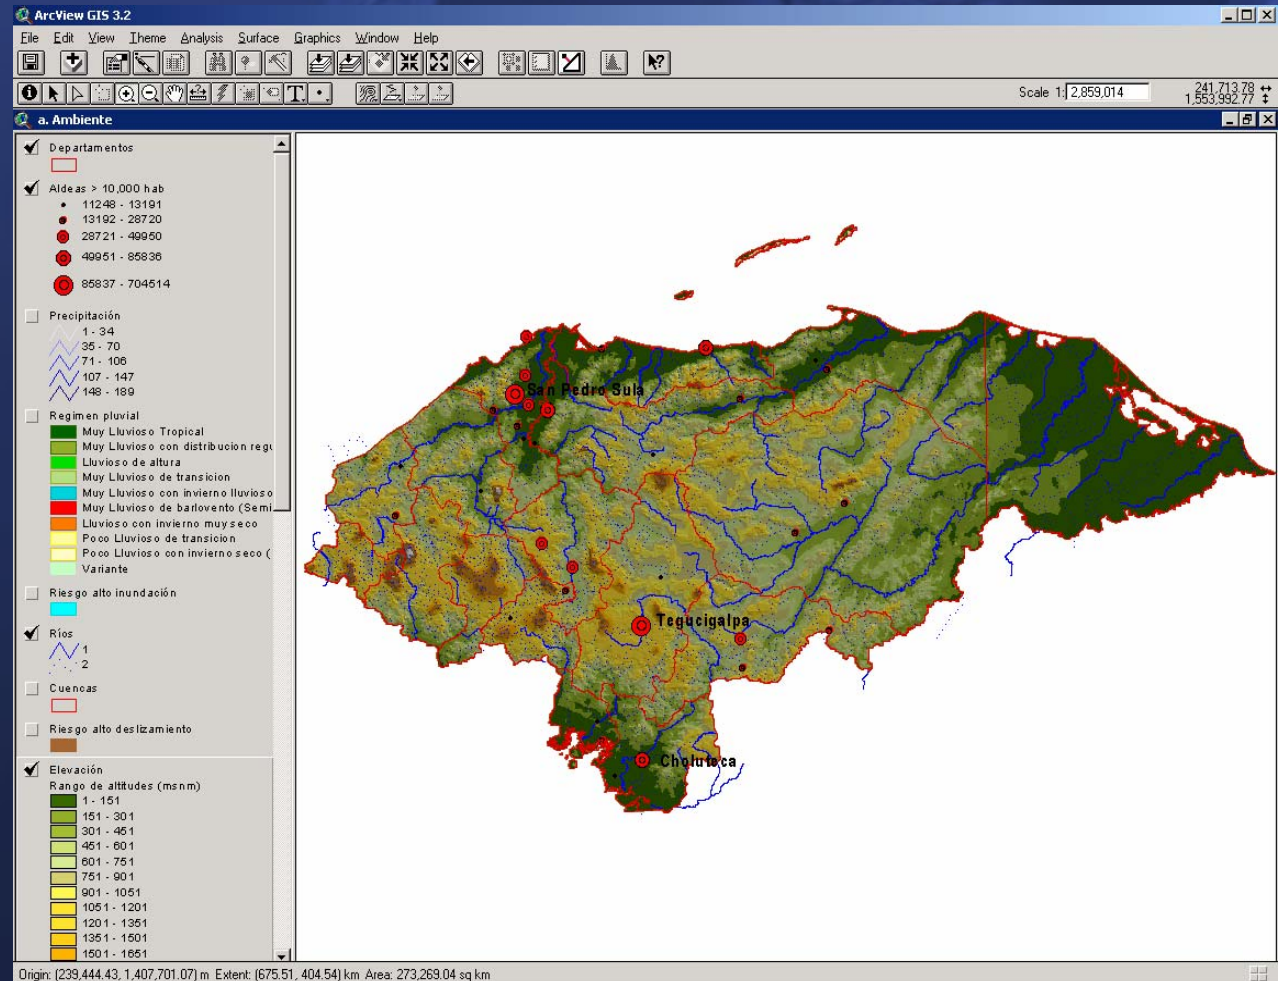 ArcView GIS 3.2
File Edit View Theme Analysis Surface Graphics Window Help
Scale 1: 2,859,014
241,713.78
1,553,992.77
a. Ambiente
Departamentos
Aldeas > 10,000 hab
11248 - 13191
13192 - 28720
28721 - 49950
49951 - 85836
85837 - 704514
Precipitación
1 - 34
35 - 70
71 - 106
107 - 147
148 - 189
Regimen pluvial
Muy Lluvioso Tropical
Muy Lluvioso con distribucion regu
Lluvioso de altura
Muy Lluvioso de transicion
Muy Lluvioso con invierno lluvioso
Muy Lluvioso de barlovento (Semi
Lluvioso con invierno muy seco
Poco Lluvioso de transicion
Poco Lluvioso con invierno seco (
Variante
Riesgo alto inundación
Ríos
1
2
Cuencas
Riesgo alto deslizamiento
Elevación
Rango de altitudes (msnm)
1 - 151
151 - 301
301 - 451
451 - 601
601 - 751
751 - 901
901 - 1051
1051 - 1201
1201 - 1351
1351 - 1501
1501 - 1651
San Pedro Sula
Tegucigalpa
Choluteca
Origin: (239,444.43, 1,407,701.07) m Extent: (675.51, 404.54) km Area: 273,269.04 sq km